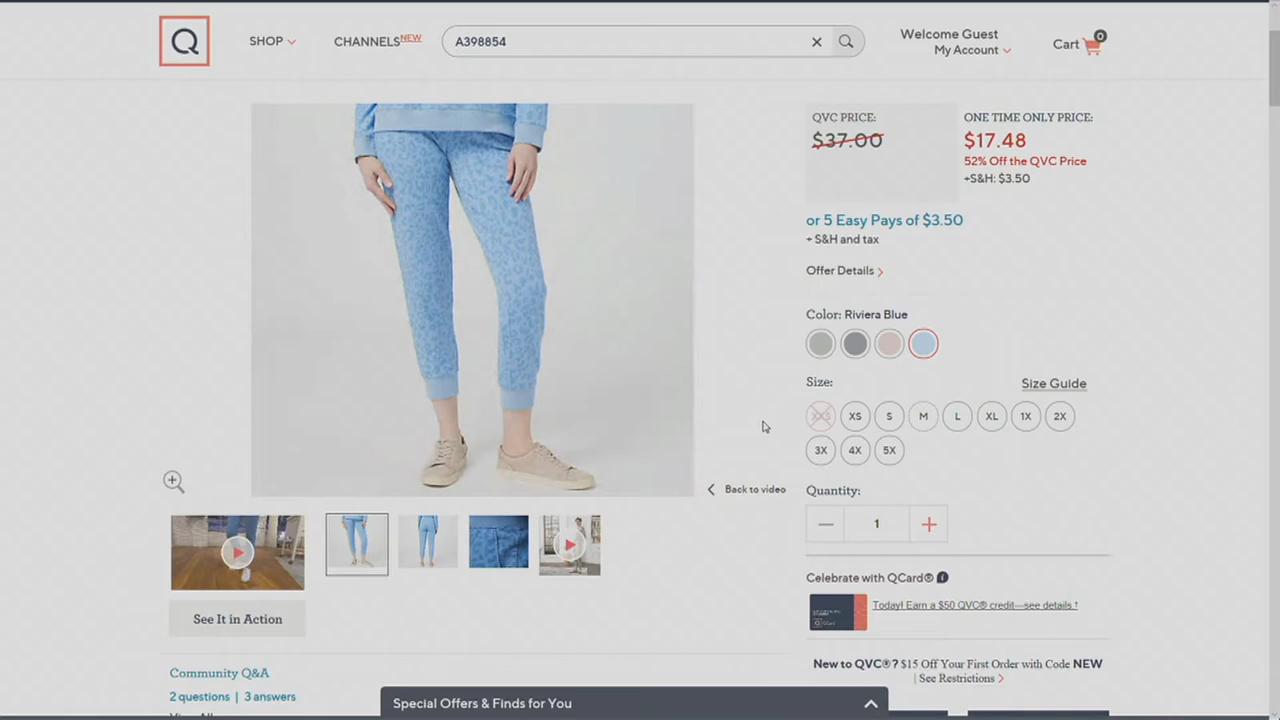 Q
SHOP
CHANNELS NEW
A398854
Welcome Guest
My Account
Cart
0
QVC PRICE:
$37.00
ONE TIME ONLY PRICE:
$17.48
52% Off the QVC Price
+S&H: $3.50
or 5 Easy Pays of $3.50
+ S&H and tax
Offer Details
Color: Riviera Blue
Size:
Size Guide
XXS XS S M L XL 1X 2X
3X 4X 5X
Back to video
Quantity:
1
Celebrate with QCard®
Today! Earn a $50 QVC® credit—see details †
See It in Action
New to QVC®? $15 Off Your First Order with Code NEW
| See Restrictions
Community Q&A
2 questions | 3 answers
Special Offers & Finds for You